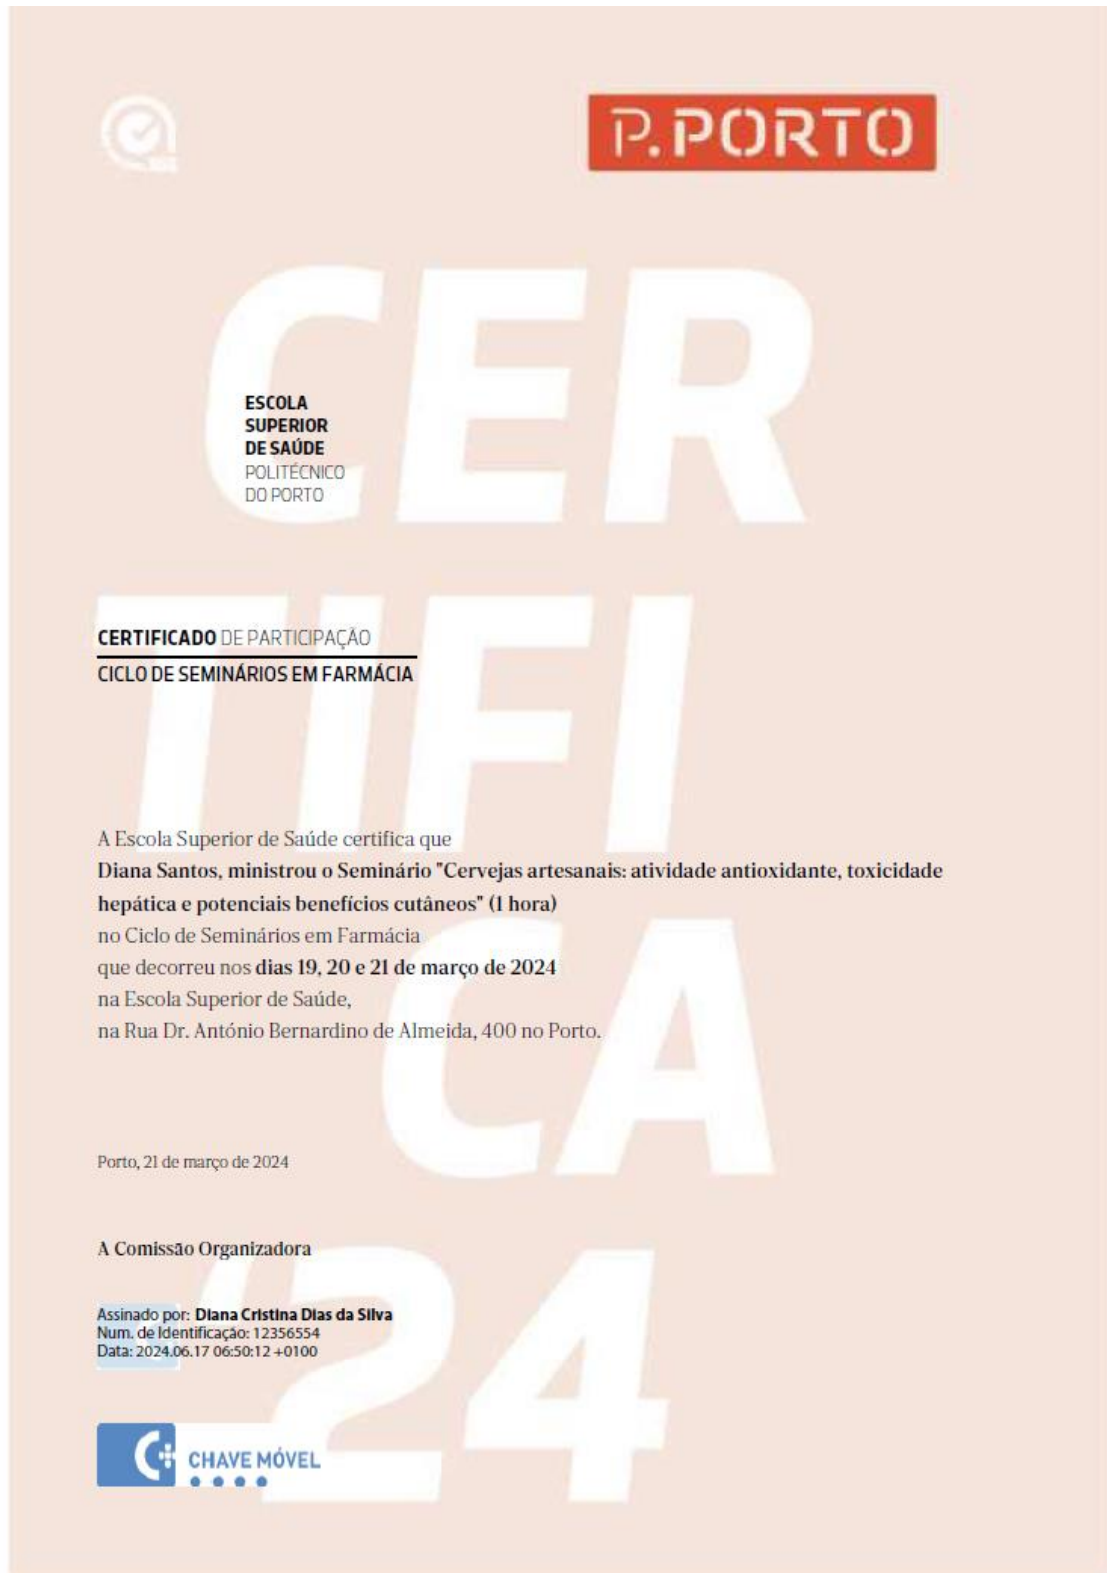 P.PORTO
CER
ESCOLA
SUPERIOR
DE SAÚDE
POLITÉCNICO
DO PORTO
TIFI
CERTIFICADO DE PARTICIPAÇÃO
CICLO DE SEMINÁRIOS EM FARMÁCIA
A Escola Superior de Saúde certifica que
Diana Santos, ministrou o Seminário "Cervejas artesanais: atividade antioxidante, toxicidade
hepática e potenciais benefícios cutâneos" (1 hora)
no Ciclo de Seminários em Farmácia
que decorreu nos dias 19, 20 e 21 de março de 2024
na Escola Superior de Saúde,
na Rua Dr. António Bernardino de Almeida, 400 no Porto.
CA
Porto, 21 de março de 2024
A Comissão Organizadora
'24
Assinado por: Diana Cristina Dias da Silva
Num. de Identificação: 12356554
Data: 2024.06.17 06:50:12 +0100
CHAVE MÓVEL